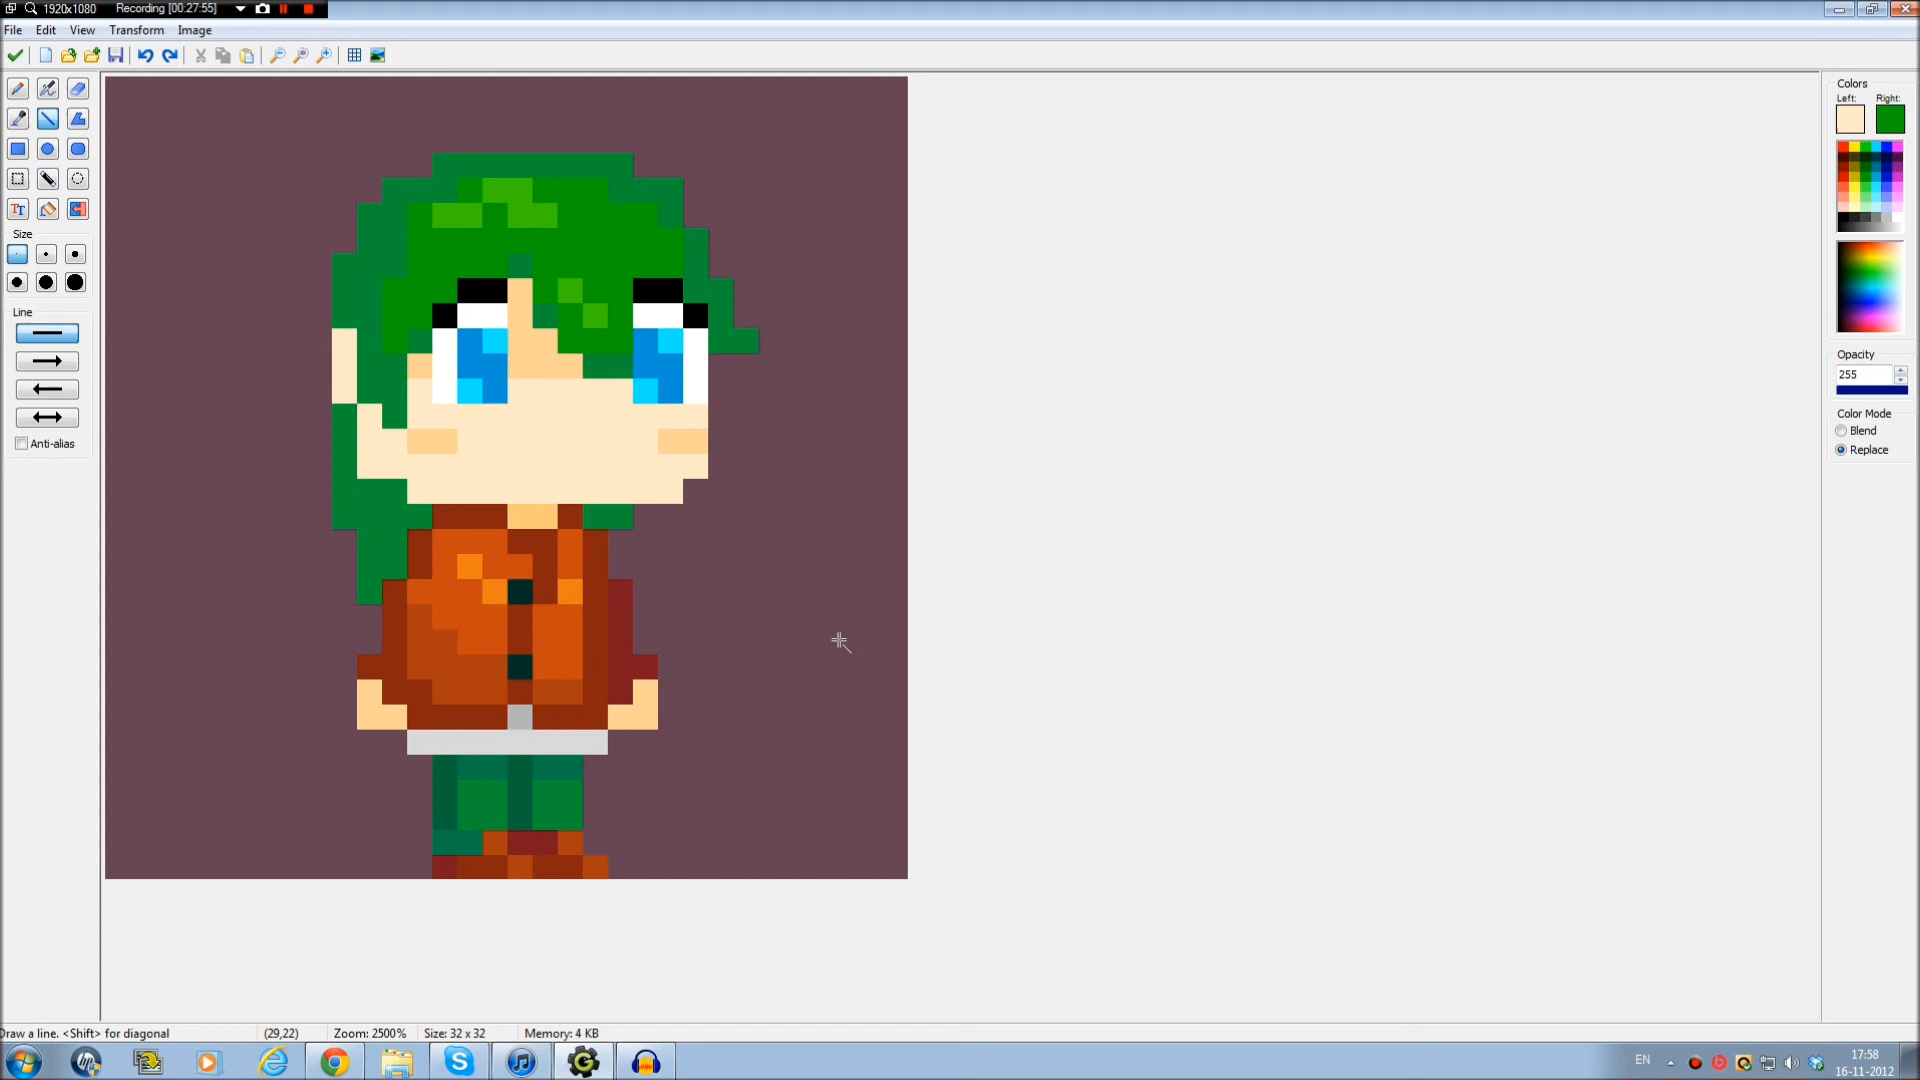 1920x1080 Recording [00:27:55]
File Edit View Transform Image
Colors
Left: Right:
TT
Size
Line
Anti-alias
Opacity
255
Color Mode
Blend
Replace
Draw a line. <Shift> for diagonal (29,22) Zoom: 2500% Size: 32 x 32 Memory: 4 KB
EN 17:58
16-11-2012